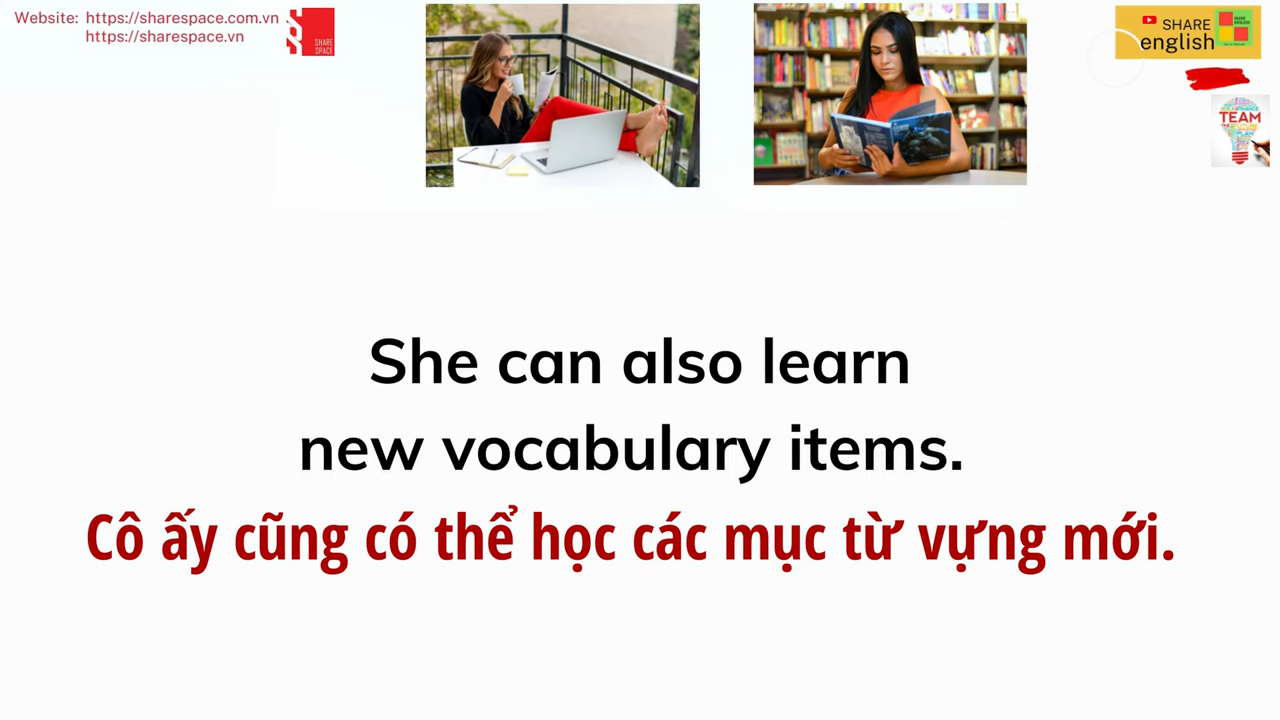 Website: https://sharespace.com.vn
https://sharespace.vn
SHARE
SPACE
SHARE
english
TEAM
PLAN
She can also learn
new vocabulary items.
Cô ấy cũng có thể học các mục từ vựng mới.